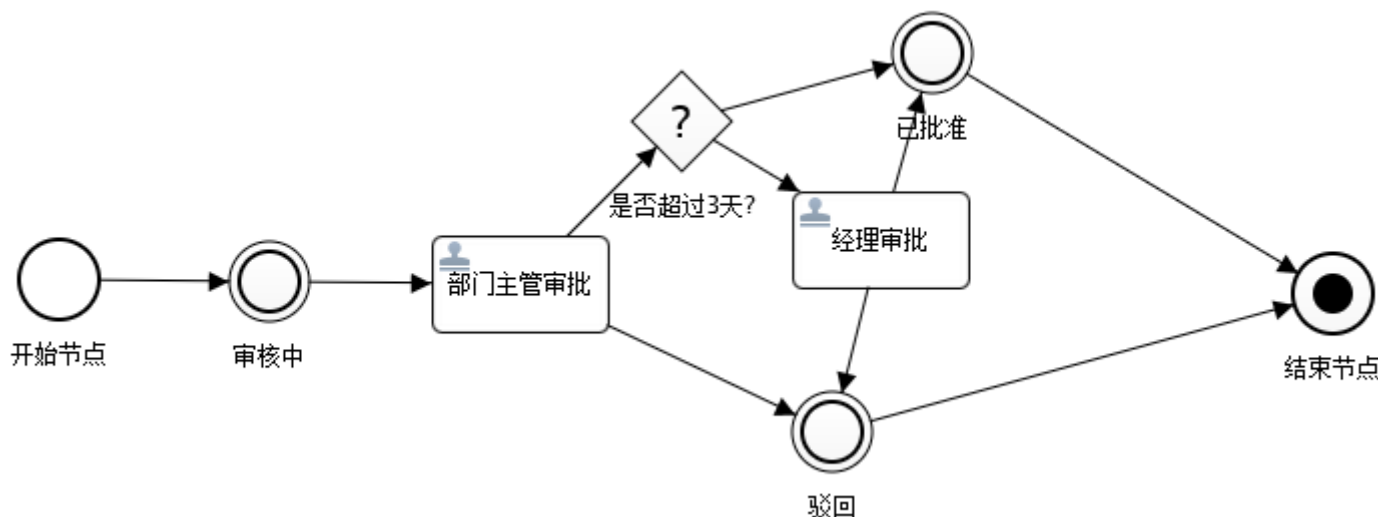 ?
已批准
是否超过3天?
经理审批
部门主管审批
开始节点
审核中
结束节点
驳回